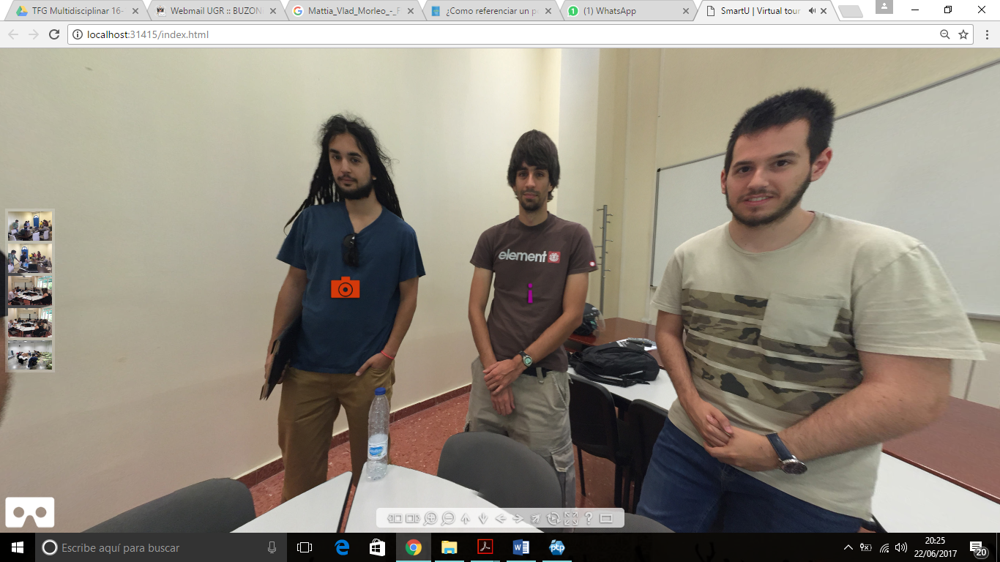 TFG Multidisciplinar 16-
Webmail UGR :: BUZON
Mattia_Vlad_Morleo_-_F
¿Como referenciar un p
(1) WhatsApp
SmartU | Virtual tour
localhost:31415/index.html
element
i
?
Escribe aquí para buscar
20:25
22/06/2017
20